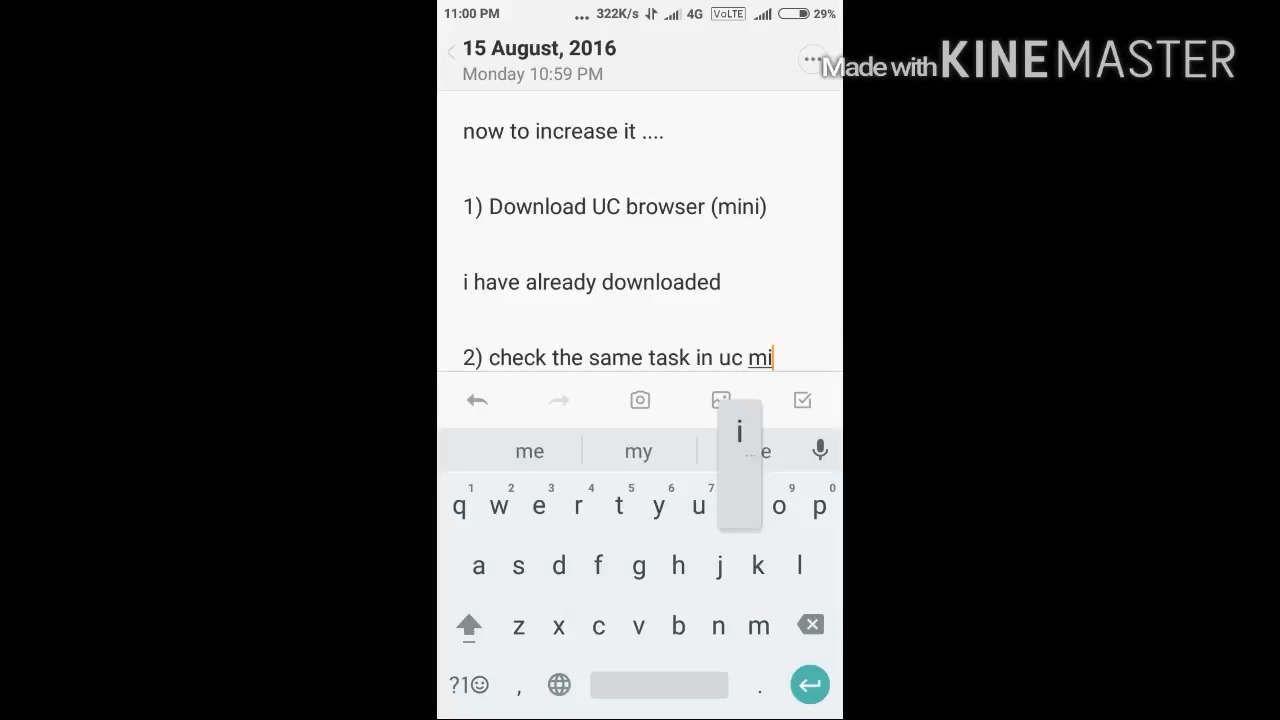 11:00 PM ... 322K/s 4G VoLTE 29%
15 August, 2016
Monday 10:59 PM
Made with KINEMASTER
now to increase it ....
1) Download UC browser (mini)
i have already downloaded
2) check the same task in uc mi
i
me my ... e
1 2 3 4 5 6 7 9 0
q w e r t y u o p
a s d f g h j k l
z x c v b n m
?1☺ , .